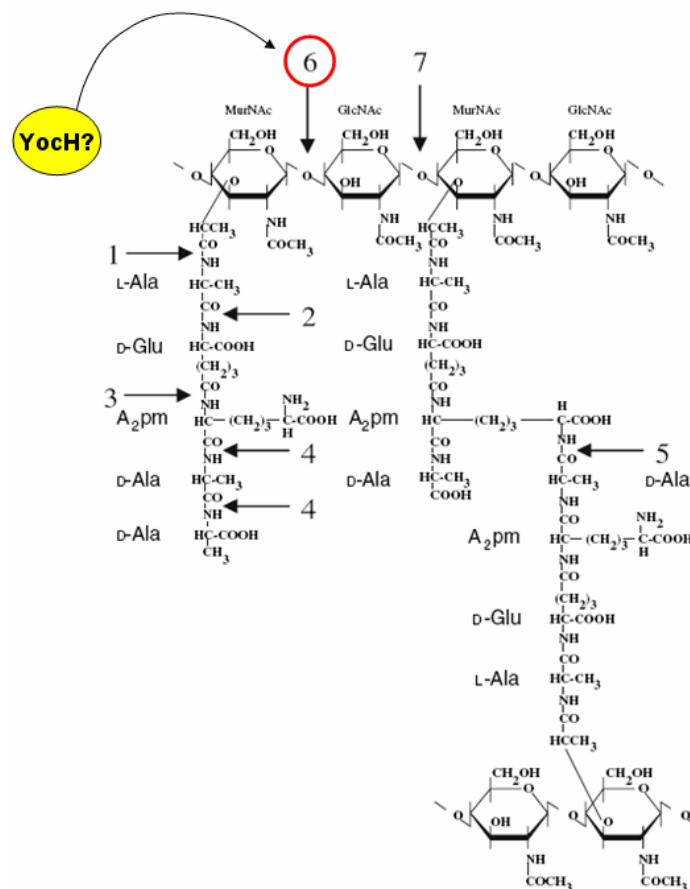 6
7
YocH?
MurNAc GlcNAc MurNAc GlcNAc
CH₂OH CH₂OH CH₂OH CH₂OH
O O O O
O O O O O O O
OH OH
NH NH NH NH
COCH₃ COCH₃ COCH₃ COCH₃
HCCH₃ HCCH₃
1
CO CO
NH NH
L-Ala HC-CH₃ L-Ala HC-CH₃
CO CO
2
NH NH
D-Glu HC-COOH D-Glu HC-COOH
(CH₂)₃ (CH₂)₃
CO CO
3
NH NH
NH₂ H
A₂pm HC-(CH₂)₃-C-COOH A₂pm HC (CH₂)₃ C-COOH
H
CO CO NH
NH 4 NH CO 5
D-Ala HC-CH₃ D-Ala HC-CH₃ HC-CH₃ D-Ala
CO COOH NH
NH 4
D-Ala HC-COOH
CH₃
CO NH₂
A₂pm HC-(CH₂)₃-C-COOH
H
NH
CO
(CH₂)₃
D-Glu HC-COOH
NH
CO
L-Ala HC-CH₃
NH
CO
HCCH₃
CH₂OH CH₂OH
O O
O O O O
OH
NH NH
COCH₃ COCH₃